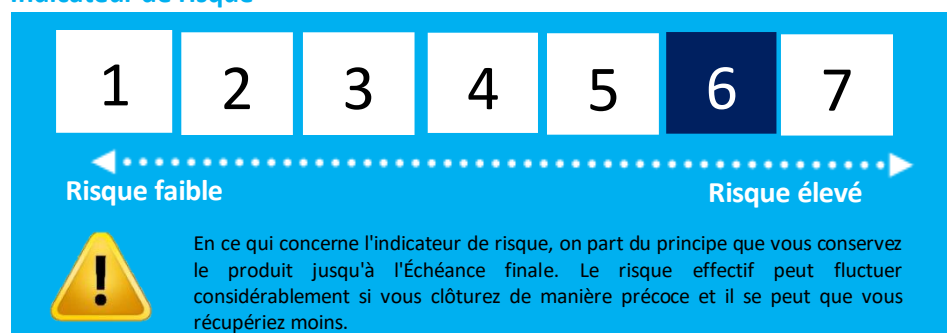 Indicateur de risque
1 2 3 4 5 6 7
Risque faible Risque élevé
En ce qui concerne l'indicateur de risque, on part du principe que vous conservez
le produit jusqu'à l'Échéance finale. Le risque effectif peut fluctuer
considérablement si vous clôturez de manière précoce et il se peut que vous
récupériez moins.